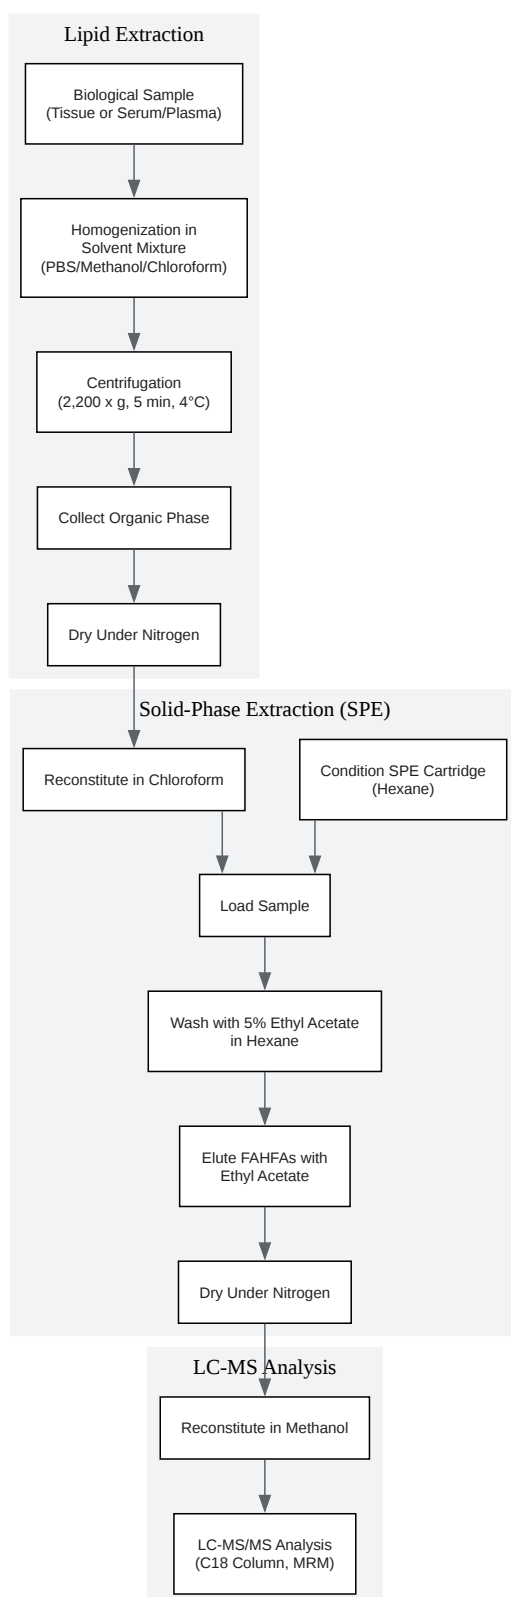 Lipid Extraction
Biological Sample
(Tissue or Serum/Plasma)
Homogenization in
Solvent Mixture
(PBS/Methanol/Chloroform)
Centrifugation
(2,200 x g, 5 min, 4°C)
Collect Organic Phase
Dry Under Nitrogen
Solid-Phase Extraction (SPE)
Reconstitute in Chloroform
Condition SPE Cartridge
(Hexane)
Load Sample
Wash with 5% Ethyl Acetate
in Hexane
Elute FAHFAs with
Ethyl Acetate
Dry Under Nitrogen
LC-MS Analysis
Reconstitute in Methanol
LC-MS/MS Analysis
(C18 Column, MRM)